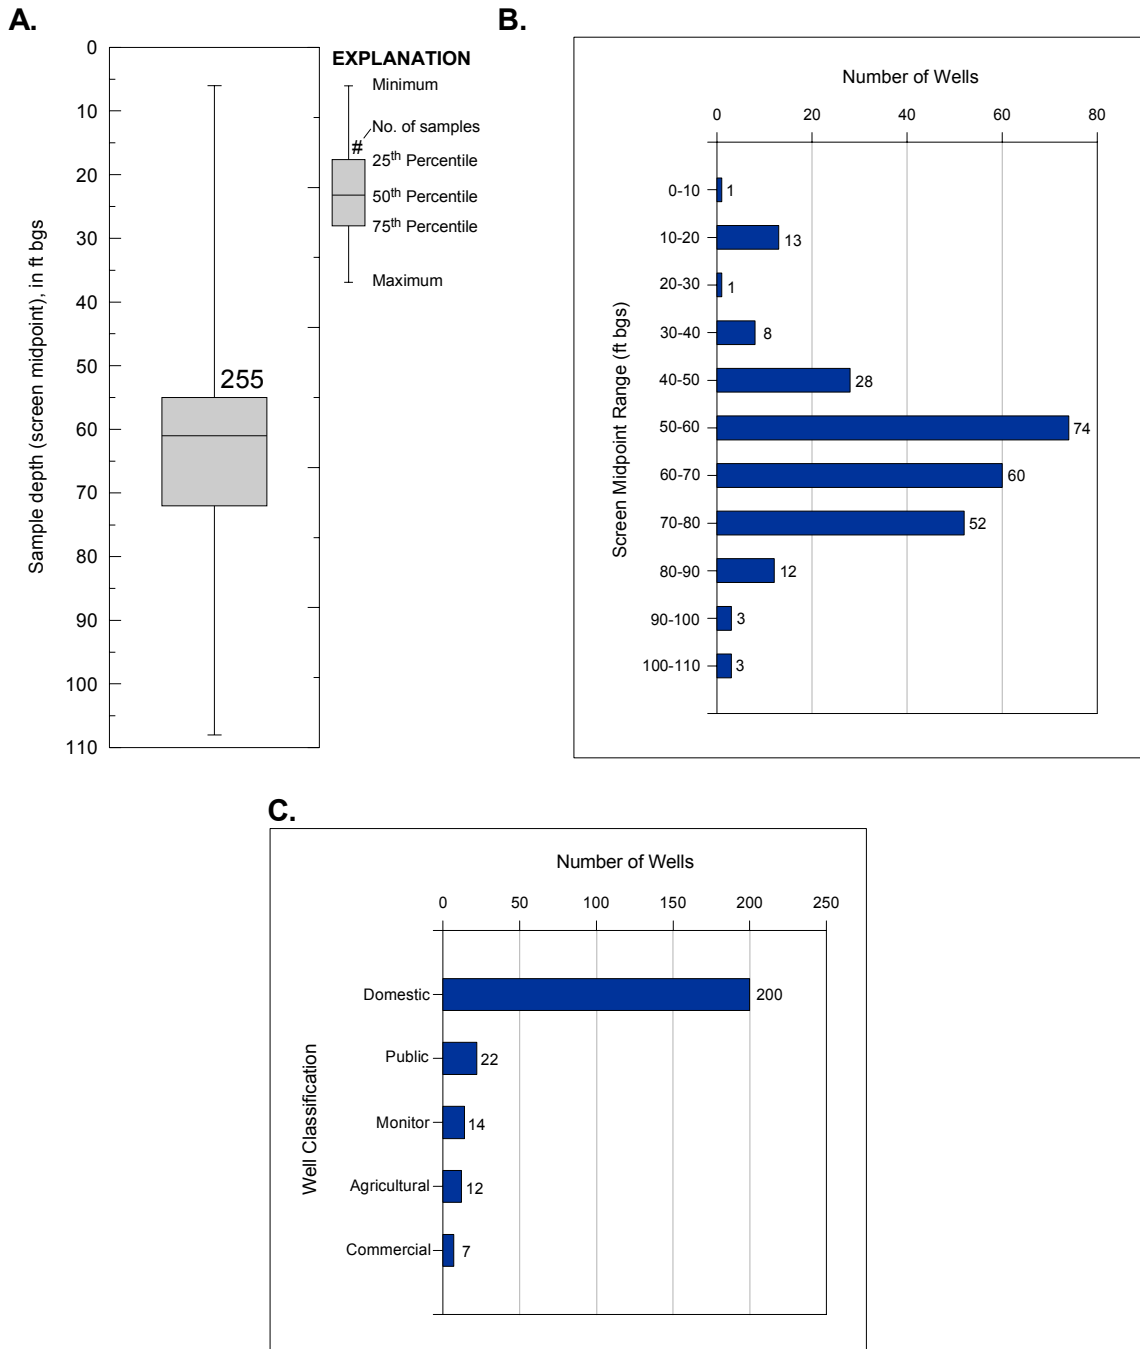 A.
0
10
20
30
40
50
60
70
80
90
100
110
Sample depth (screen midpoint), in ft bgs
255
EXPLANATION
Minimum
No. of samples
#
25th Percentile
50th Percentile
75th Percentile
Maximum
B.
Number of Wells
0 20 40 60 80
Screen Midpoint Range (ft bgs)
0-10 1
10-20 13
20-30 1
30-40 8
40-50 28
50-60 74
60-70 60
70-80 52
80-90 12
90-100 3
100-110 3
C.
Number of Wells
0 50 100 150 200 250
Well Classification
Domestic 200
Public 22
Monitor 14
Agricultural 12
Commercial 7